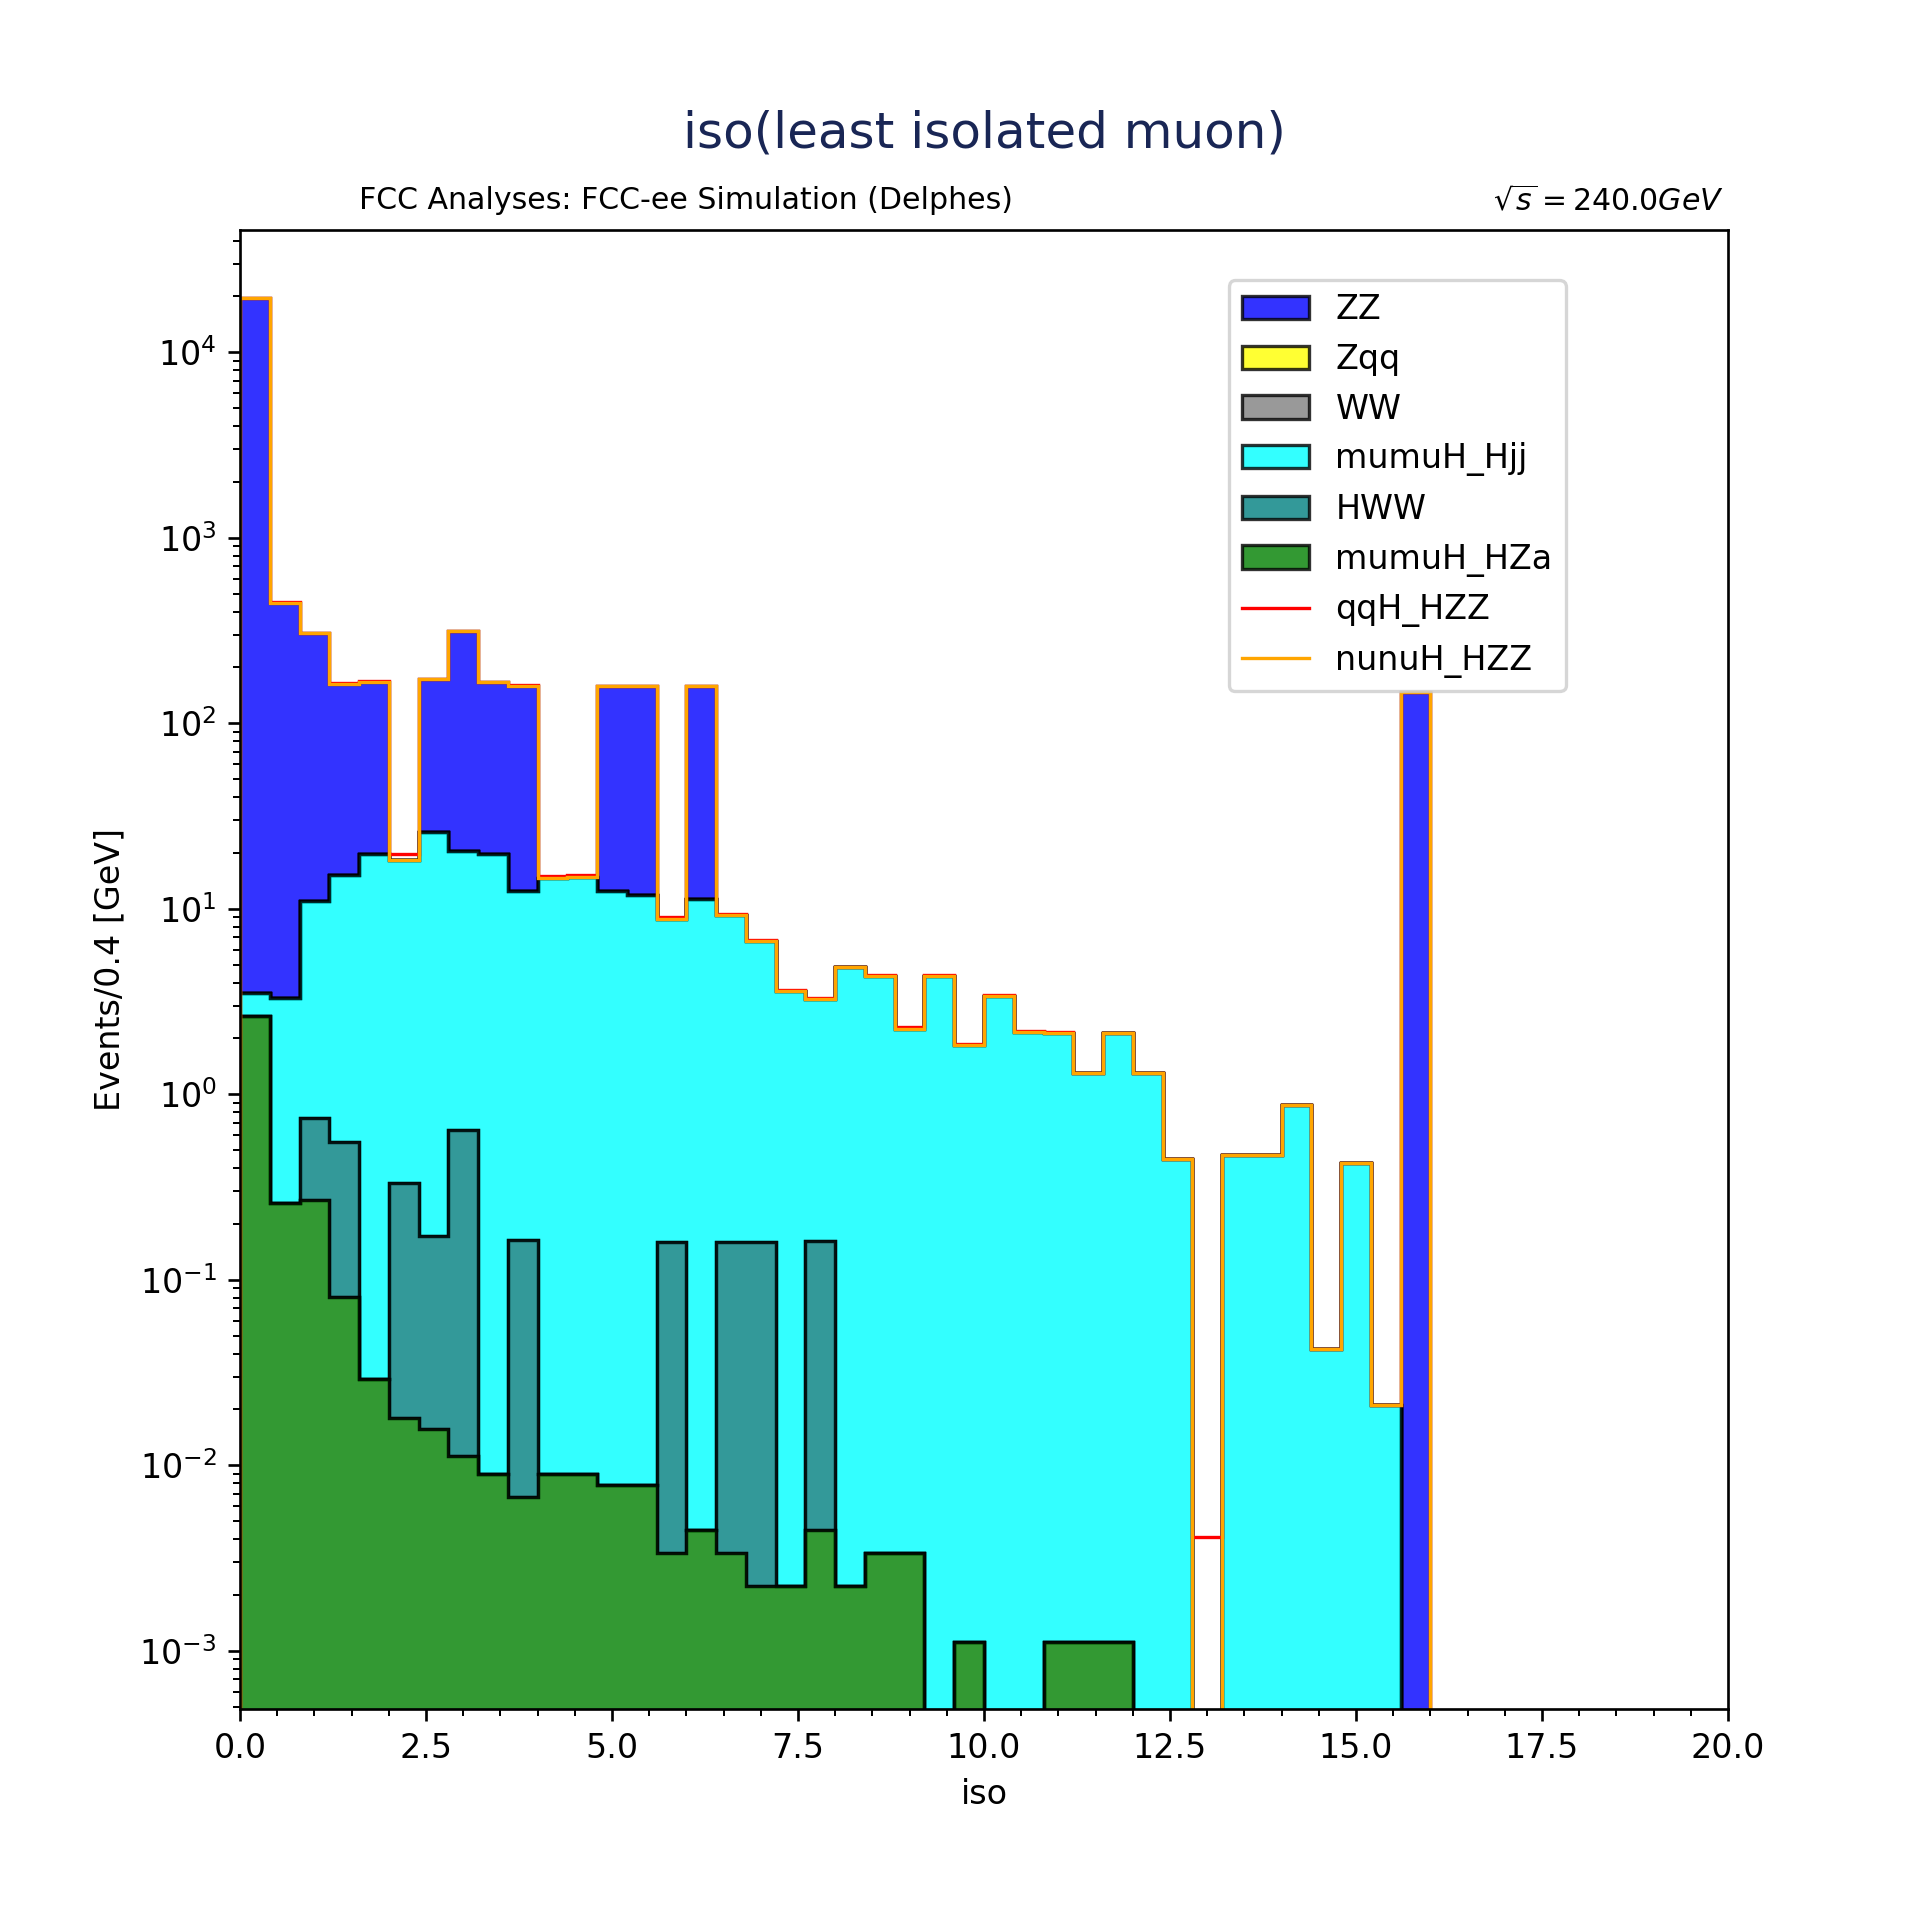 iso(least isolated muon)
FCC Analyses: FCC-ee Simulation (Delphes)
√s = 240.0GeV
10⁴
10³
10²
10¹
10⁰
10⁻¹
10⁻²
10⁻³
Events/0.4 [GeV]
ZZ
Zqq
WW
mumuH_Hjj
HWW
mumuH_HZa
qqH_HZZ
nunuH_HZZ
0.0 2.5 5.0 7.5 10.0 12.5 15.0 17.5 20.0
iso